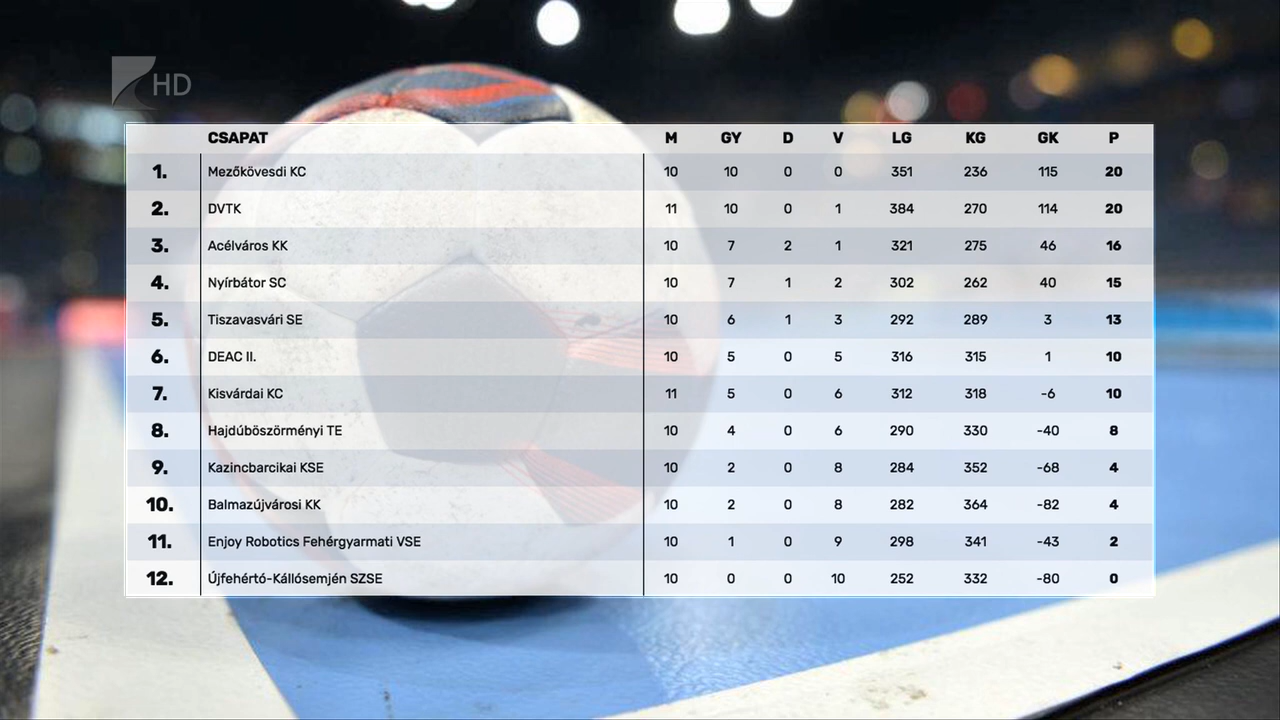 HD
CSAPAT M GY D V LG KG GK P
1. Mezőkövesdi KC 10 10 0 0 351 236 115 20
2. DVTK 11 10 0 1 384 270 114 20
3. Acélváros KK 10 7 2 1 321 275 46 16
4. Nyírbátor SC 10 7 1 2 302 262 40 15
5. Tiszavasvári SE 10 6 1 3 292 289 3 13
6. DEAC II. 10 5 0 5 316 315 1 10
7. Kisvárdai KC 11 5 0 6 312 318 -6 10
8. Hajdúböszörményi TE 10 4 0 6 290 330 -40 8
9. Kazincbarcikai KSE 10 2 0 8 284 352 -68 4
10. Balmazújvárosi KK 10 2 0 8 282 364 -82 4
11. Enjoy Robotics Fehérgyarmati VSE 10 1 0 9 298 341 -43 2
12. Újfehértó-Kállósemjén SZSE 10 0 0 10 252 332 -80 0